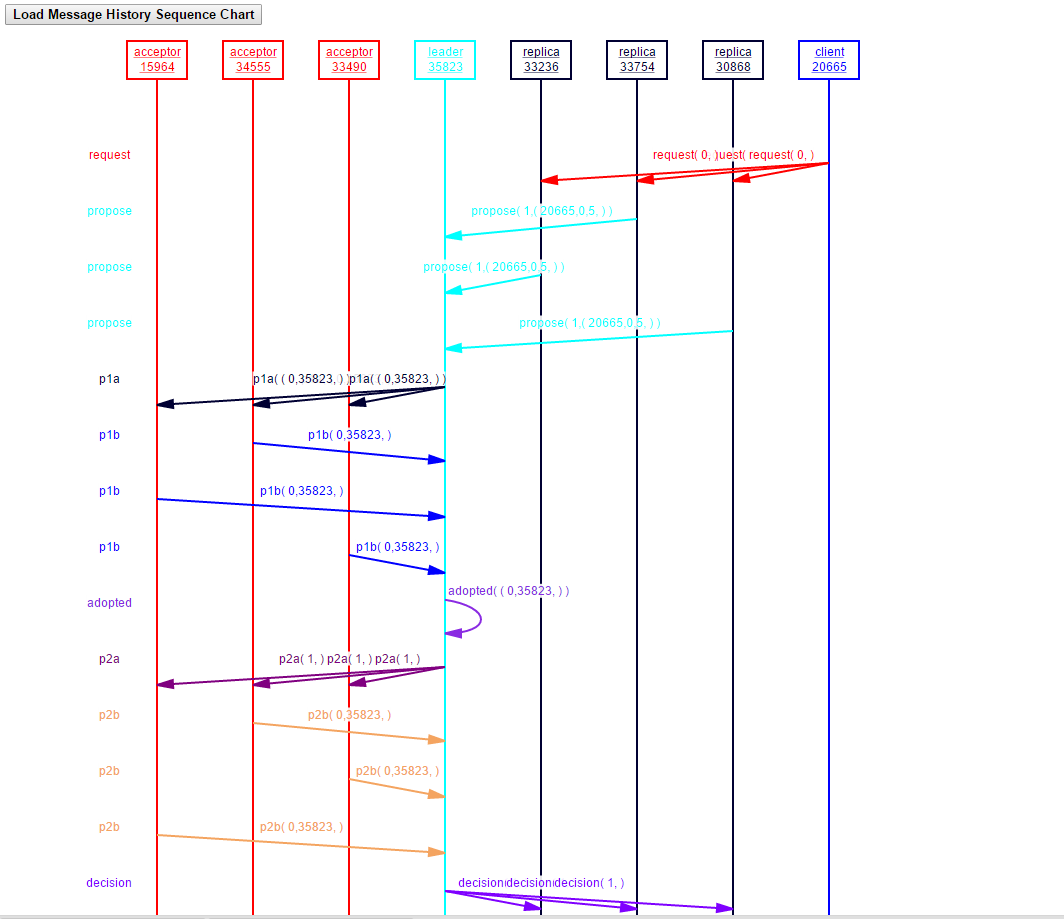 Load Message History Sequence Chart
acceptor
15964
acceptor
34555
acceptor
33490
leader
35823
replica
33236
replica
33754
replica
30868
client
20665
request
request( 0, )uest( request( 0, )
propose
propose( 1,( 20665,0,5, ) )
propose
propose( 1,( 20665,0,5, ) )
propose
propose( 1,( 20665,0,5, ) )
p1a
p1a( ( 0,35823, ) )p1a( ( 0,35823, ) )
p1b
p1b( 0,35823, )
p1b
p1b( 0,35823, )
p1b
p1b( 0,35823, )
adopted( ( 0,35823, ) )
adopted
p2a
p2a( 1, ) p2a( 1, ) p2a( 1, )
p2b
p2b( 0,35823, )
p2b
p2b( 0,35823, )
p2b
p2b( 0,35823, )
decision
decision(decision(decision( 1, )